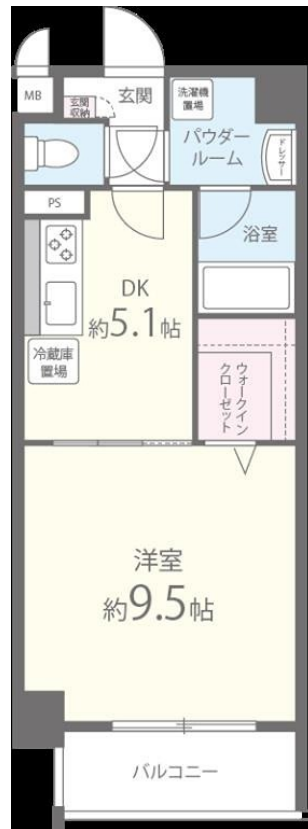 MB
玄関
収納
玄関
洗濯機
置場
パウダー
ルーム
ドレッサー
PS
浴室
DK
約5.1帖
冷蔵庫
置場
ウォークイン
クローゼット
洋室
約9.5帖
バルコニー